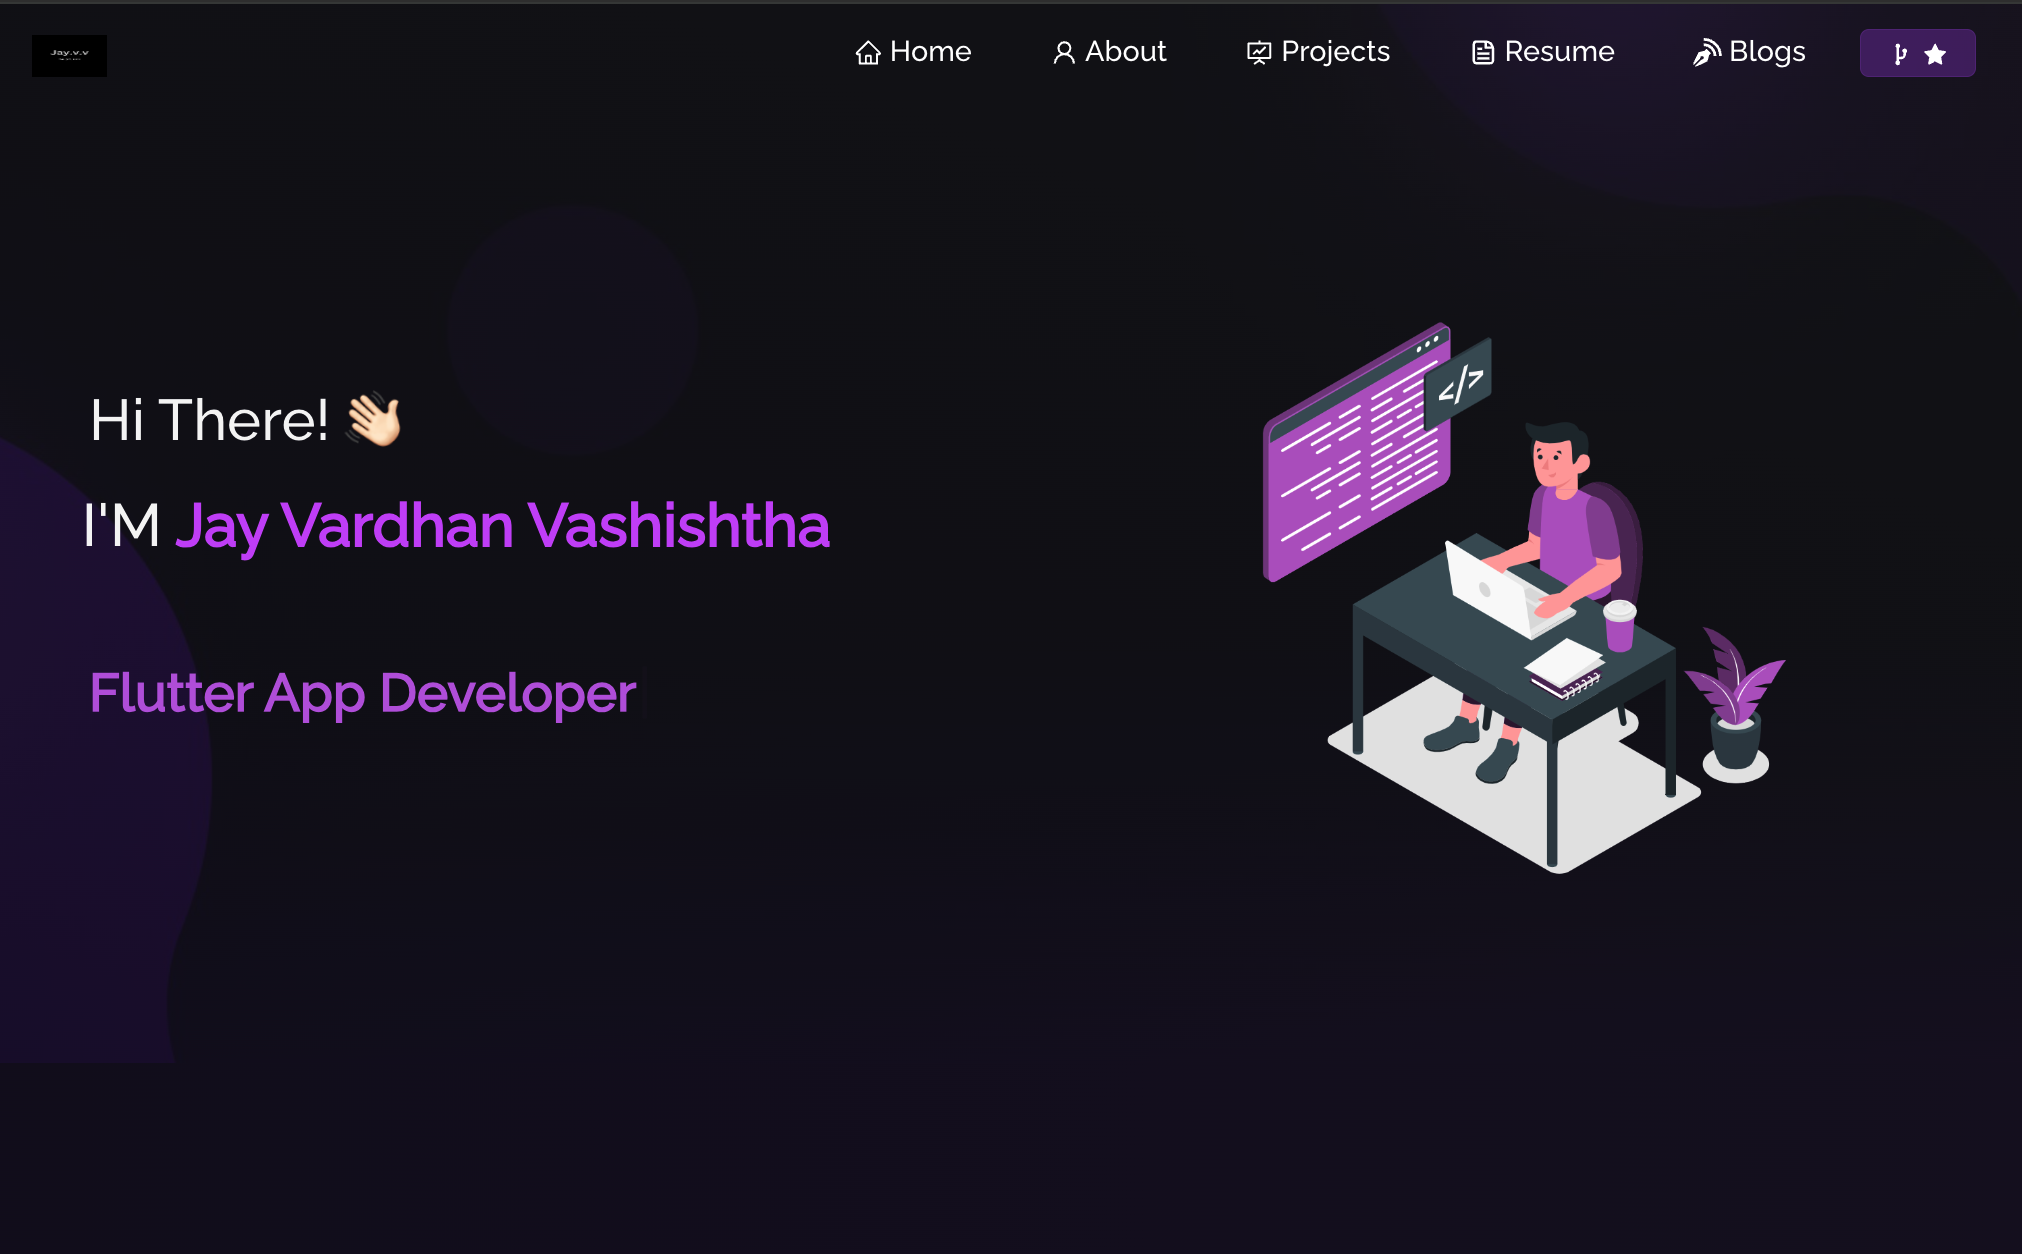 Jay.v.v
Home
About
Projects
Resume
Blogs
Hi There! 👋🏻
I'M Jay Vardhan Vashishtha
Flutter App Developer
</>